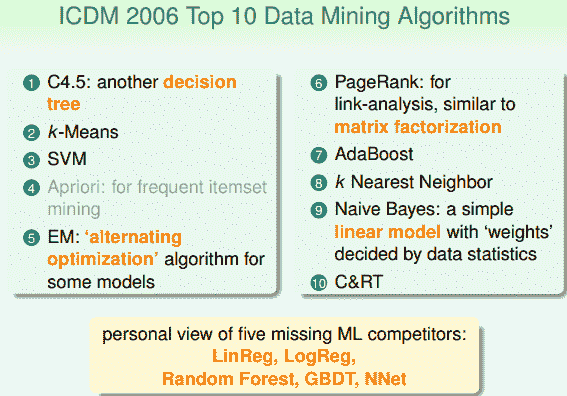 ICDM 2006 Top 10 Data Mining Algorithms
1 C4.5: another decision
tree
2 k-Means
3 SVM
4 Apriori: for frequent itemset
mining
5 EM: ‘alternating
optimization’ algorithm for
some models
6 PageRank: for
link-analysis, similar to
matrix factorization
7 AdaBoost
8 k Nearest Neighbor
9 Naive Bayes: a simple
linear model with ‘weights’
decided by data statistics
10 C&RT
personal view of five missing ML competitors:
LinReg, LogReg,
Random Forest, GBDT, NNet